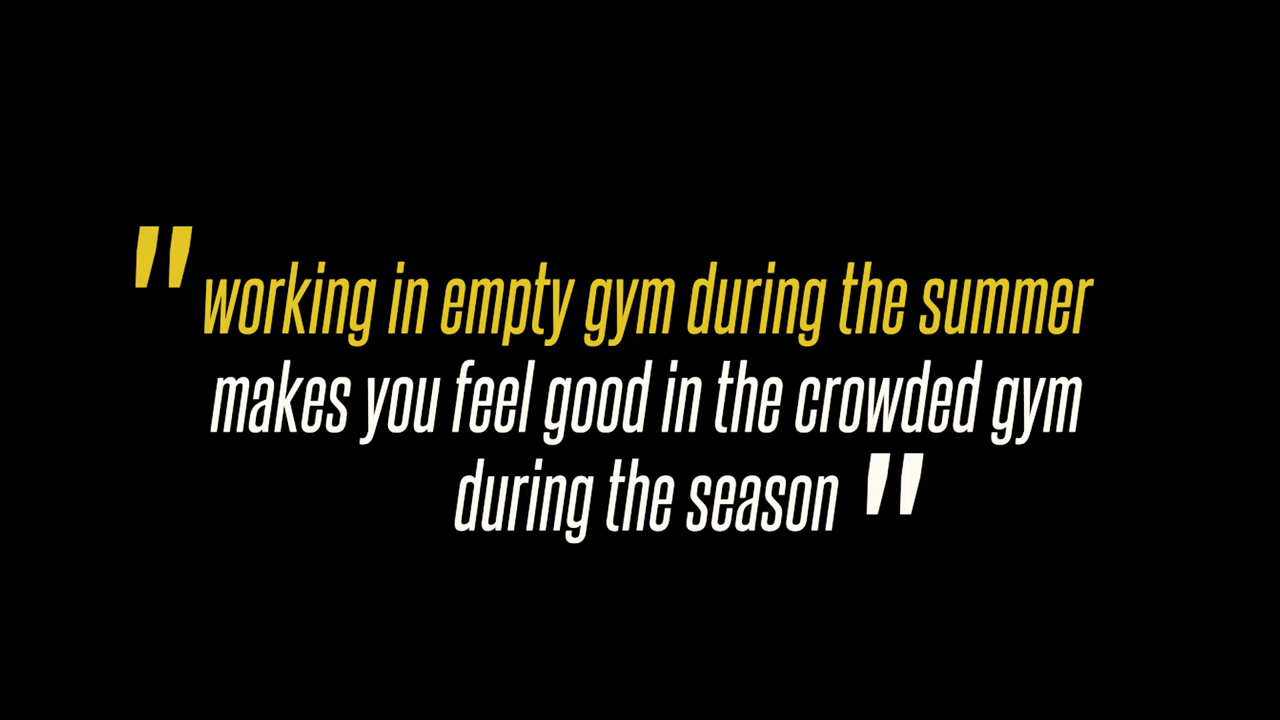 "working in empty gym during the summer
makes you feel good in the crowded gym
during the season"